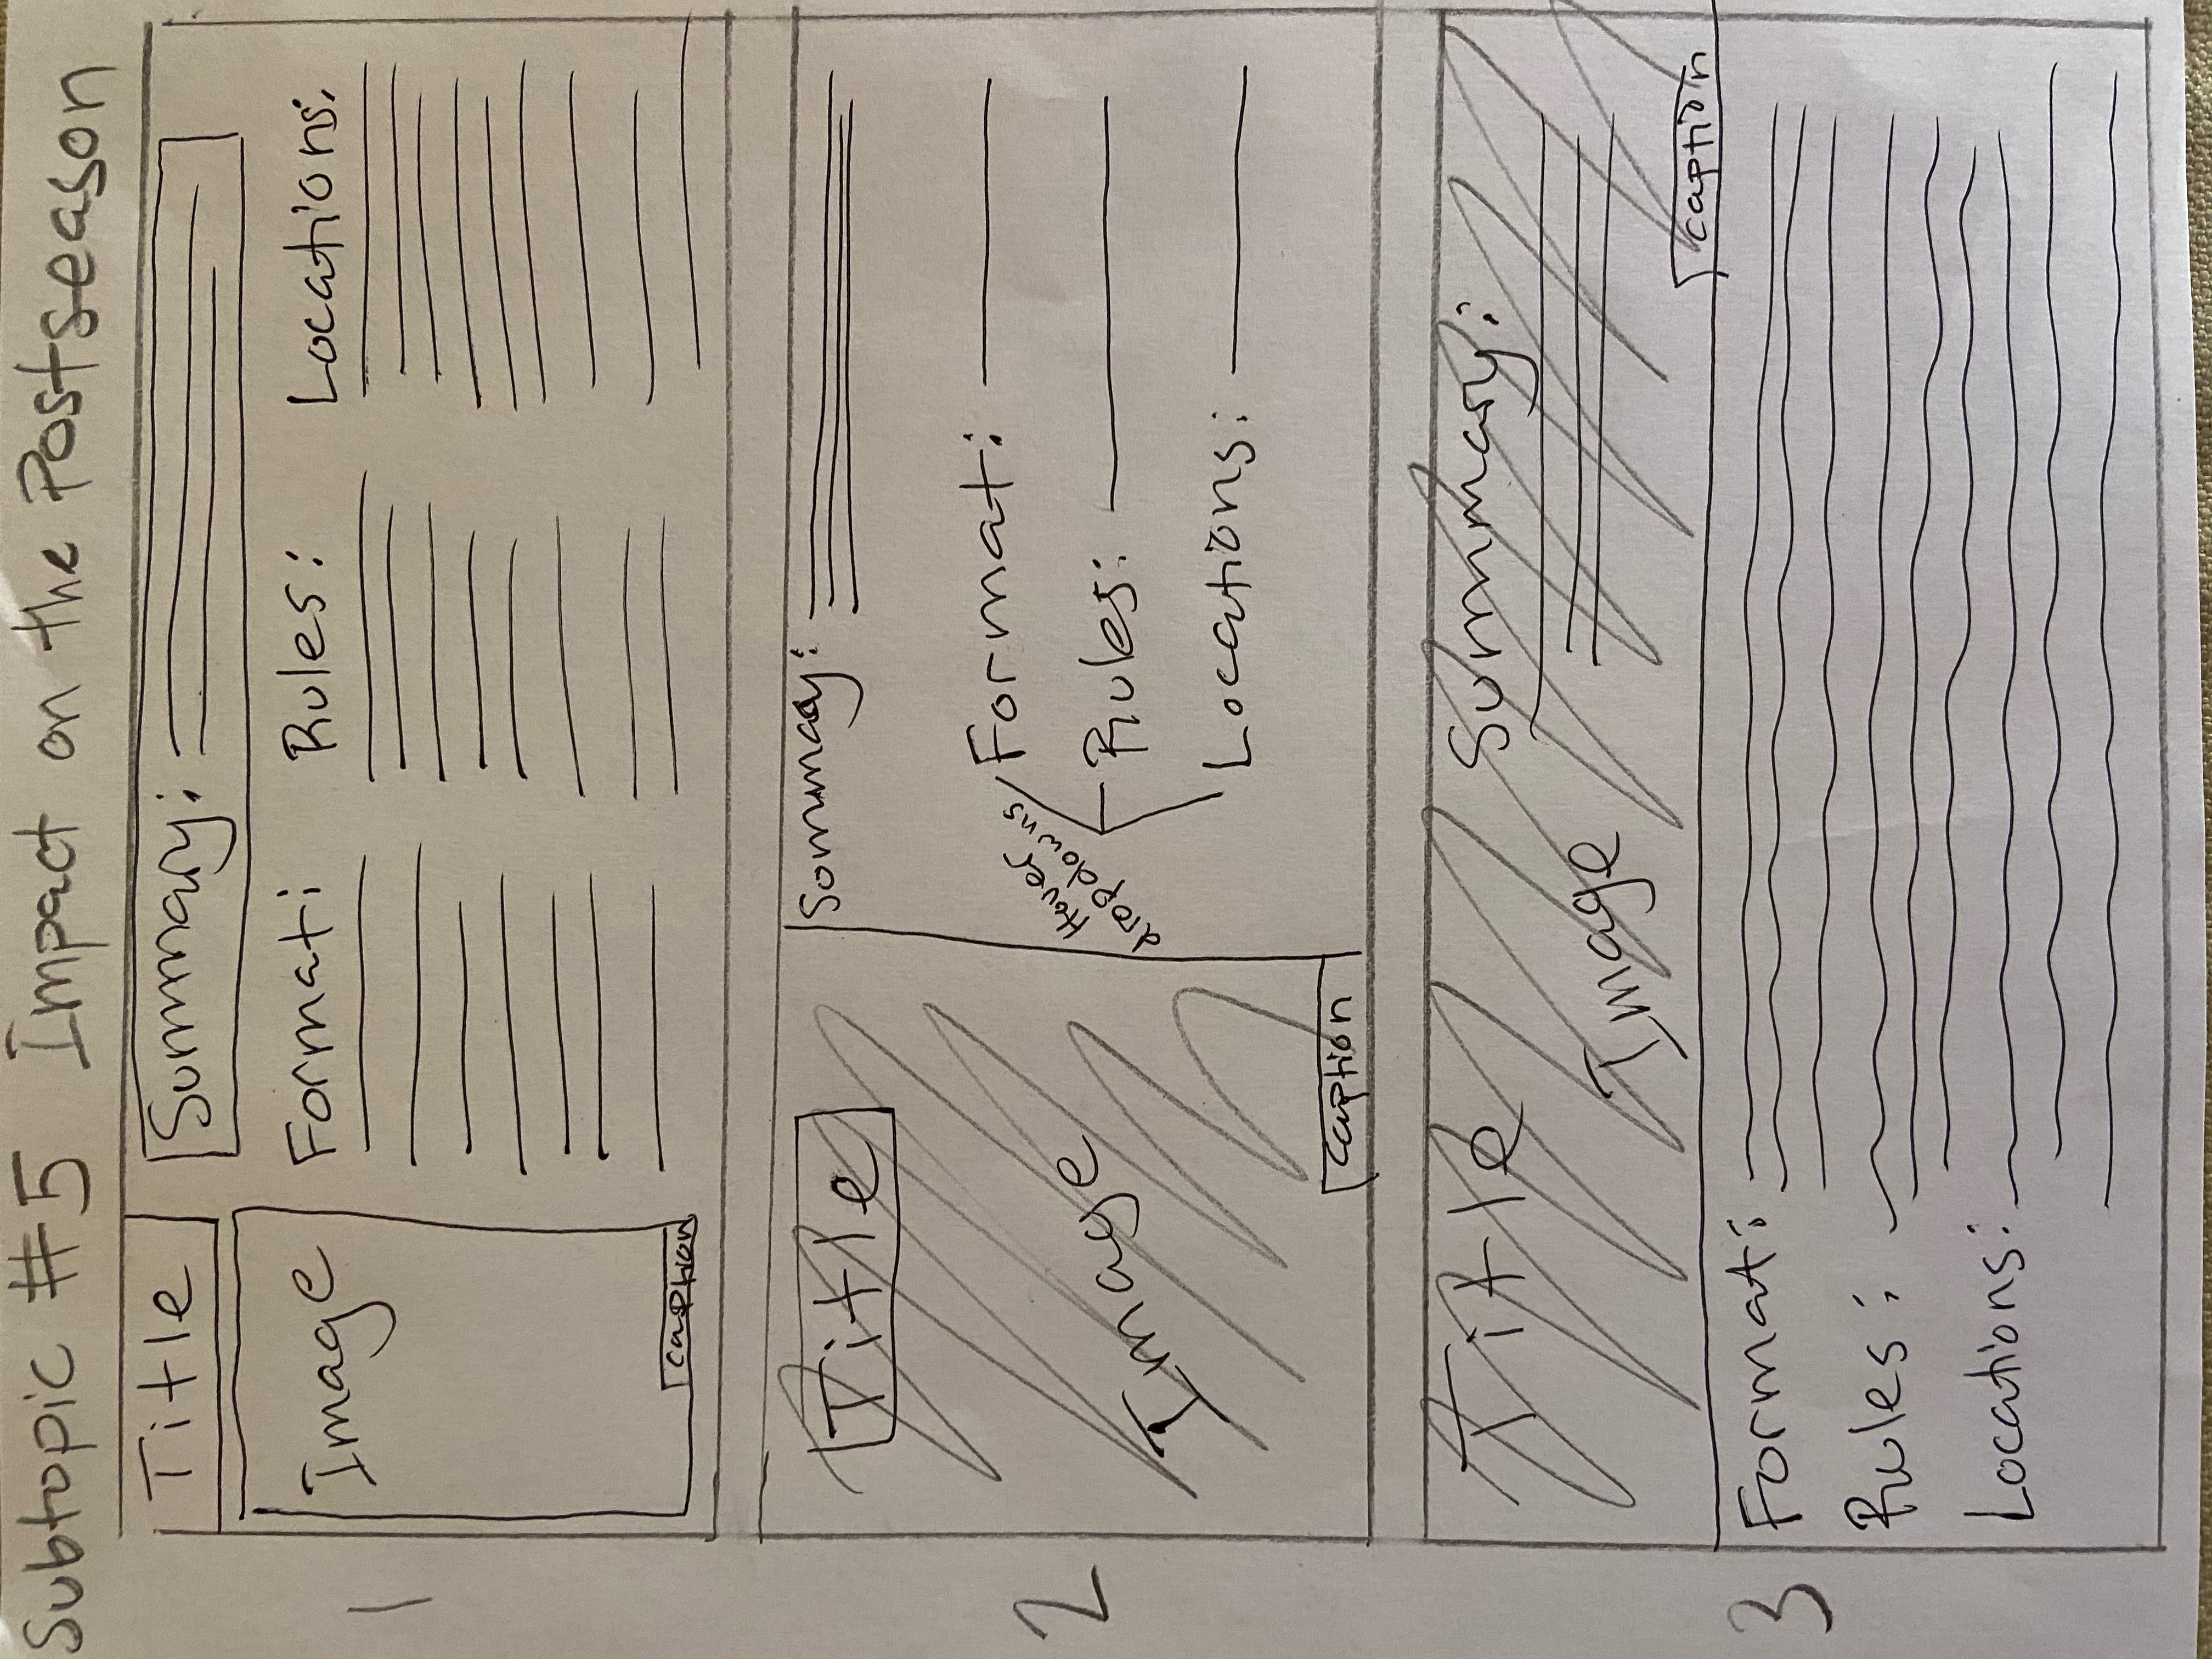 Subtopic #5 Impact on the Postseason
1
Title
Summary:
Image
caption
Format:
Rules:
Locations:
2
Title
Image
caption
Sommary:
Hover
dropdowns
Format:
Rules:
Locations:
3
Title
Image
Summary:
caption
Format:
Rules:
Locations: